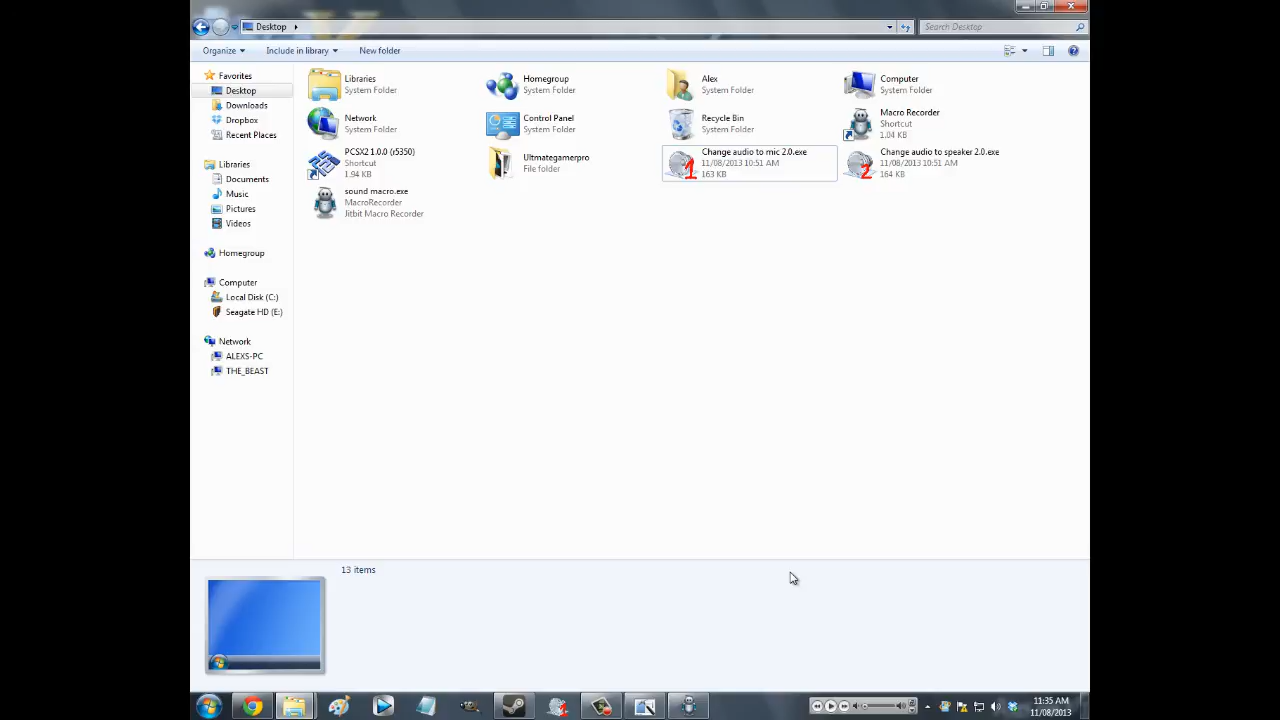 Desktop
Search Desktop
Organize
Include in library
New folder
Favorites
Desktop
Downloads
Dropbox
Recent Places
Libraries
Documents
Music
Pictures
Videos
Homegroup
Computer
Local Disk (C:)
Seagate HD (E:)
Network
ALEXS-PC
THE_BEAST
Libraries
System Folder
Homegroup
System Folder
Alex
System Folder
Computer
System Folder
Network
System Folder
Control Panel
System Folder
Recycle Bin
System Folder
Macro Recorder
Shortcut
1.04 KB
PCSX2 1.0.0 (r5350)
Shortcut
1.94 KB
Ultmategamerpro
File folder
1
Change audio to mic 2.0.exe
11/08/2013 10:51 AM
163 KB
2
Change audio to speaker 2.0.exe
11/08/2013 10:51 AM
164 KB
sound macro.exe
MacroRecorder
Jitbit Macro Recorder
13 items
11:35 AM
11/08/2013